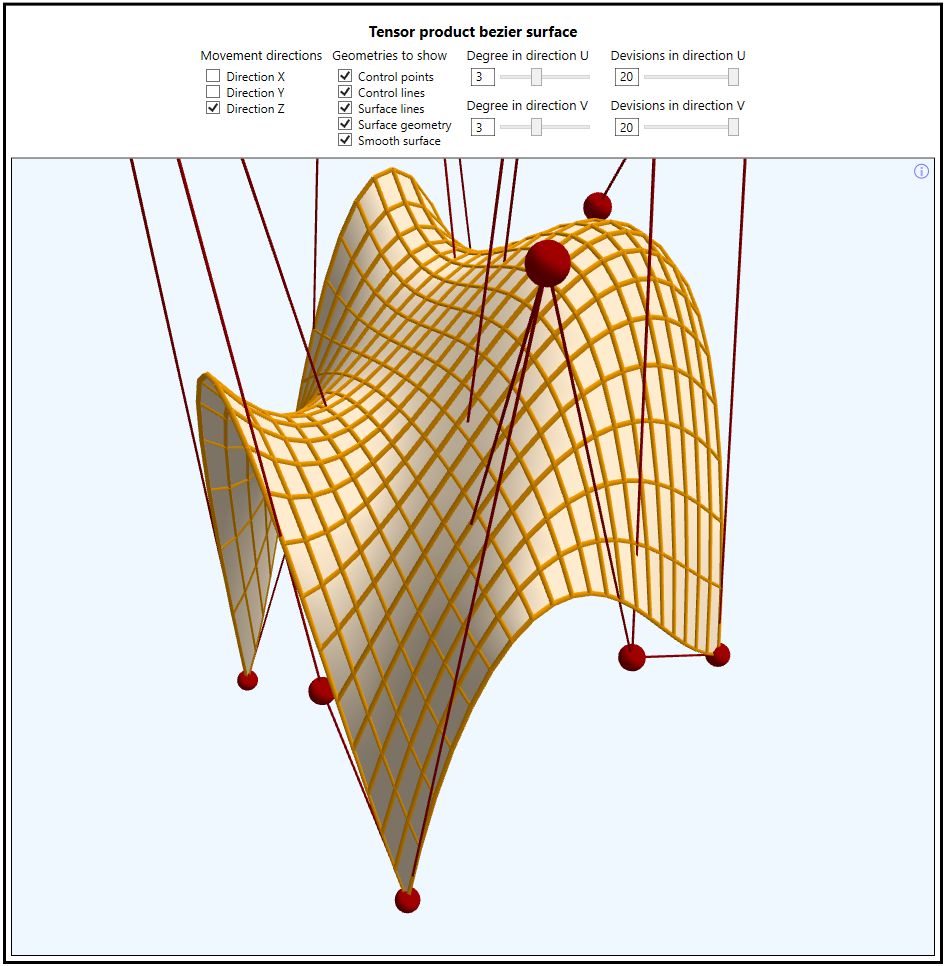 Tensor product bezier surface
Movement directions
Direction X
Direction Y
Direction Z
Geometries to show
Control points
Control lines
Surface lines
Surface geometry
Smooth surface
Degree in direction U
3
Degree in direction V
3
Devisions in direction U
20
Devisions in direction V
20
i